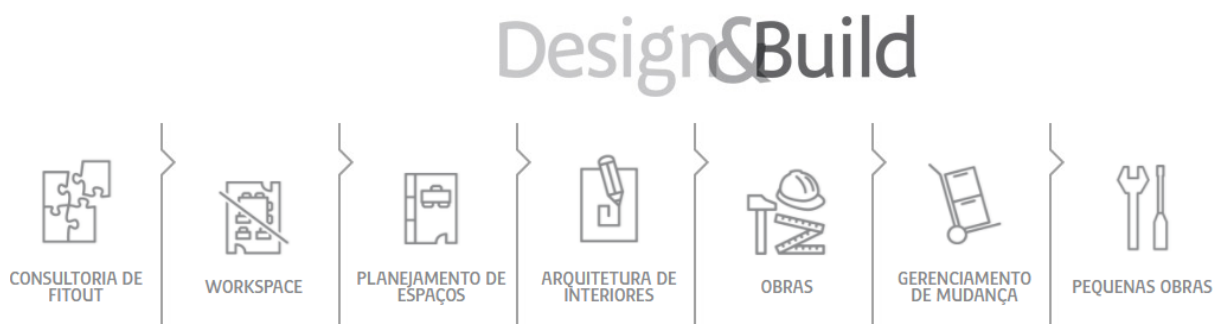 Design&Build
CONSULTORIA DE
FITOUT
WORKSPACE
PLANEJAMENTO DE
ESPAÇOS
ARQUITETURA DE
INTERIORES
OBRAS
GERENCIAMENTO
DE MUDANÇA
PEQUENAS OBRAS